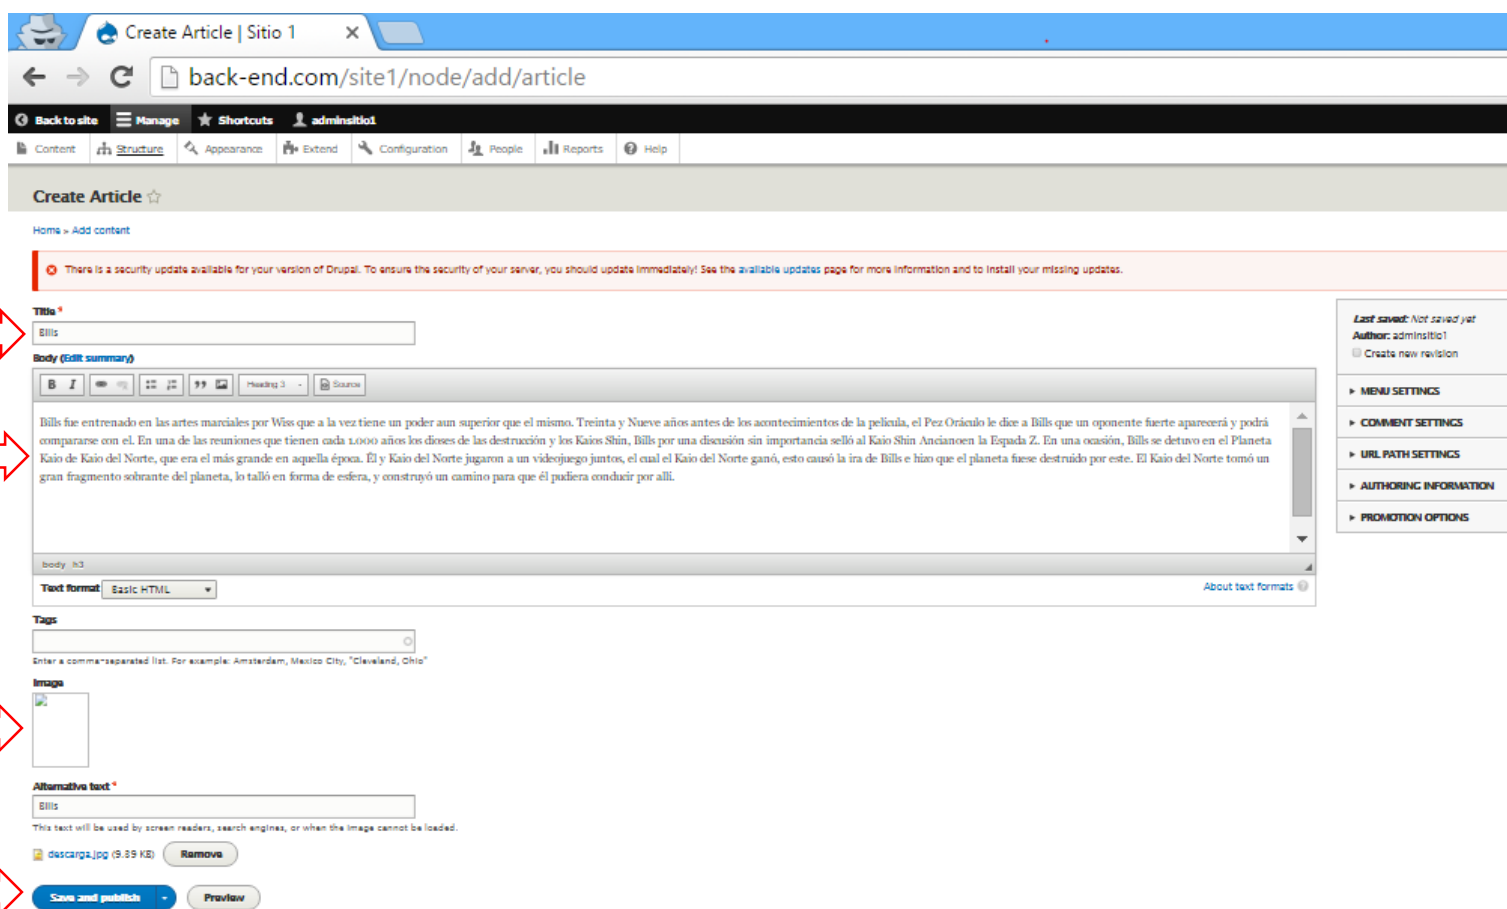 Create Article | Sitio 1
back-end.com/site1/node/add/article
Back to site Manage Shortcuts adminsitio1
Content Structure Appearance Extend Configuration People Reports Help
Create Article
Home » Add content
There is a security update available for your version of Drupal. To ensure the security of your server, you should update immediately! See the available updates page for more information and to install your missing updates.
Title *
Bills
Body (Edit summary)
B I Heading 3 Source
Bills fue entrenado en las artes marciales por Wiss que a la vez tiene un poder aun superior que el mismo. Treinta y Nueve años antes de los acontecimientos de la película, el Pez Oráculo le dice a Bills que un oponente fuerte aparecerá y podrá
compararse con el. En una de las reuniones que tienen cada 1.000 años los dioses de las destrucción y los Kaios Shin, Bills por una discusión sin importancia selló al Kaio Shin Ancianoen la Espada Z. En una ocasión, Bills se detuvo en el Planeta
Kaio de Kaio del Norte, que era el más grande en aquella época. Él y Kaio del Norte jugaron a un videojuego juntos, el cual el Kaio del Norte ganó, esto causó la ira de Bills e hizo que el planeta fuese destruido por este. El Kaio del Norte tomó un
gran fragmento sobrante del planeta, lo talló en forma de esfera, y construyó un camino para que él pudiera conducir por allí.
body h3
Text format Basic HTML
About text formats
Tags
Enter a comma-separated list. For example: Amsterdam, Mexico City, "Cleveland, Ohio"
Image
Alternative text *
Bills
This text will be used by screen readers, search engines, or when the image cannot be loaded.
descarga.jpg (9.89 KB) Remove
Save and publish Preview
Last saved: Not saved yet
Author: adminsitio1
Create new revision
MENU SETTINGS
COMMENT SETTINGS
URL PATH SETTINGS
AUTHORING INFORMATION
PROMOTION OPTIONS